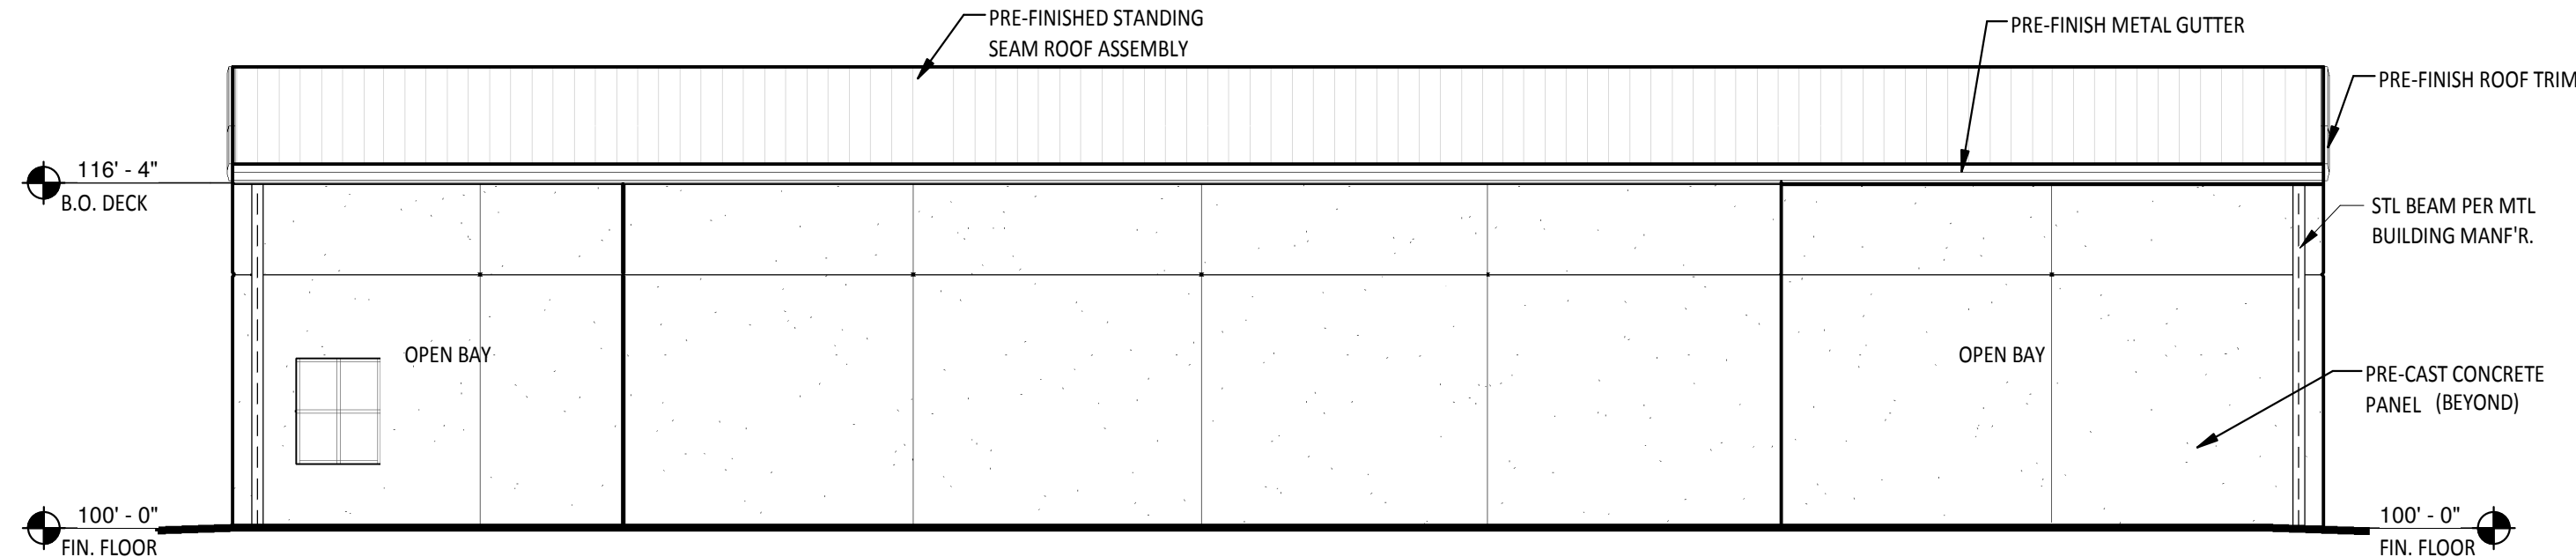 PRE-FINISHED STANDING
SEAM ROOF ASSEMBLY
PRE-FINISH METAL GUTTER
PRE-FINISH ROOF TRIM
116' - 4"
B.O. DECK
STL BEAM PER MTL
BUILDING MANF'R.
OPEN BAY
OPEN BAY
PRE-CAST CONCRETE
PANEL (BEYOND)
100' - 0"
FIN. FLOOR
100' - 0"
FIN. FLOOR